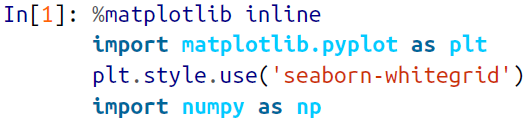 In[1]: %matplotlib inline
import matplotlib.pyplot as plt
plt.style.use('seaborn-whitegrid')
import numpy as np